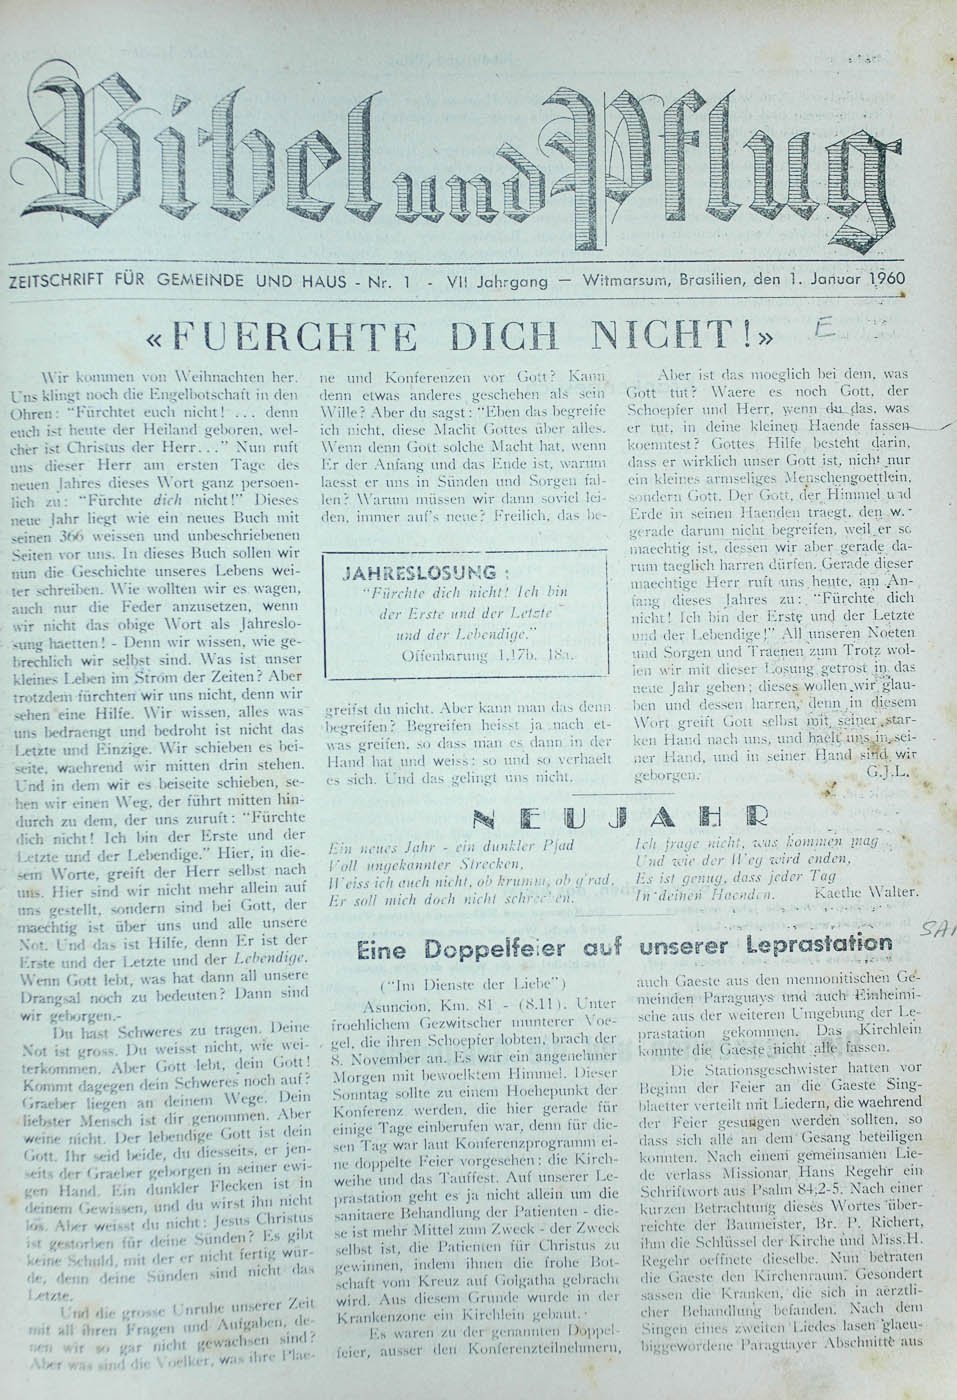 Bibel und Pflug
ZEITSCHRIFT FÜR GEMEINDE UND HAUS - Nr. 1 - VII Jahrgang — Witmarsum, Brasilien, den 1. Januar 1960
«FUERCHTE DICH NICHT!»
E
Wir kommen von Weihnachten her.
Uns klingt noch die Engelbotschaft in den
Ohren: "Fürchtet euch nicht! ... denn
euch ist heute der Heiland geboren, wel-
cher ist Christus der Herr..." Nun ruft
uns dieser Herr am ersten Tage des
neuen Jahres dieses Wort ganz persoen-
lich zu: "Fürchte dich nicht!" Dieses
neue Jahr liegt wie ein neues Buch mit
seinen 366 weissen und unbeschriebenen
Seiten vor uns. In dieses Buch sollen wir
nun die Geschichte unseres Lebens wei-
ter schreiben. Wie wollten wir es wagen,
auch nur die Feder anzusetzen, wenn
wir nicht das obige Wort als Jahreslo-
sung haetten! - Denn wir wissen, wie ge-
brechlich wir selbst sind. Was ist unser
kleines Leben im Strom der Zeiten? Aber
trotzdem fürchten wir uns nicht, denn wir
sehen eine Hilfe. Wir wissen, alles was
uns bedraengt und bedroht ist nicht das
Letzte und Einzige. Wir schieben es bei-
seite, waehrend wir mitten drin stehen.
Und in dem wir es beiseite schieben, se-
hen wir einen Weg, der führt mitten hin-
durch zu dem, der uns zuruft: "Fürchte
dich nicht! Ich bin der Erste und der
Letzte und der Lebendige." Hier, in die-
sem Worte, greift der Herr selbst nach
uns. Hier sind wir nicht mehr allein auf
uns gestellt, sondern sind bei Gott, der
maechtig ist über uns und alle unsere
Not. Und das ist Hilfe, denn Er ist der
Erste und der Letzte und der Lebendige.
Wenn Gott lebt, was hat dann all unsere
Drangsal noch zu bedeuten? Dann sind
wir geborgen.-
Du hast Schweres zu tragen. Deine
Not ist gross. Du weisst nicht, wie wei-
terkommen. Aber Gott lebt, dein Gott!
Kommt dagegen dein Schweres noch auf?
Graeber liegen an deinem Wege. Dein
liebster Mensch ist dir genommen. Aber
weine nicht. Der lebendige Gott ist dein
Gott. Ihr seid beide, du diesseits, er jen-
seits der Graeber geborgen in seiner ewi-
gen Hand. Ein dunkler Flecken ist in
deinem Gewissen, und du wirst ihn nicht
los. Aber weisst du nicht: Jesus Christus
ist gestorben für deine Sünden? Es gibt
keine Schuld, mit der er nicht fertig wür-
de, denn deine Sünden sind nicht das
Letzte.
Und die grosse Unruhe unserer Zeit
mit all ihren Fragen und Aufgaben, de-
nen wir so gar nicht gewachsen sind?
Aber was sind die Voelker, was ihre Plae-
ne und Konferenzen vor Gott? Kann
denn etwas anderes geschehen als sein
Wille? Aber du sagst: "Eben das begreife
ich nicht, diese Macht Gottes über alles.
Wenn denn Gott solche Macht hat, wenn
Er der Anfang und das Ende ist, warum
laesst er uns in Sünden und Sorgen fal-
len? Warum müssen wir dann soviel lei-
den, immer auf's neue? Freilich, das be-
JAHRESLOSUNG:
"Fürchte dich nicht! Ich bin
der Erste und der Letzte
und der Lebendige."
Offenbarung 1,17b. 18a.
greifst du nicht. Aber kann man das denn
begreifen? Begreifen heisst ja nach et-
was greifen, so dass man es dann in der
Hand hat und weiss: so und so verhaelt
es sich. Und das gelingt uns nicht.
Aber ist das moeglich bei dem, was
Gott tut? Waere es noch Gott, der
Schoepfer und Herr, wenn du das, was
er tut, in deine kleinen Haende fassen
koenntest? Gottes Hilfe besteht darin,
dass er wirklich unser Gott ist, nicht nur
ein kleines armseliges Menschengoettlein,
sondern Gott. Der Gott, der Himmel und
Erde in seinen Haenden traegt, den w.
gerade darum nicht begreifen, weil er so
maechtig ist, dessen wir aber gerade da-
rum taeglich harren dürfen. Gerade dieser
maechtige Herr ruft uns heute, am An-
fang dieses Jahres zu: "Fürchte dich
nicht! Ich bin der Erste und der Letzte
und der Lebendige!" All unseren Noeten
und Sorgen und Traenen zum Trotz wol-
len wir mit dieser Losung getrost in das
neue Jahr gehen; dieses wollen wir glau-
ben und dessen harren, denn in diesem
Wort greift Gott selbst mit seiner star-
ken Hand nach uns, und haelt uns in sei-
ner Hand, und in seiner Hand sind wir
geborgen. G.J.L.
NEUJAHR
Ein neues Jahr - ein dunkler Pfad
Voll ungekannter Strecken,
Weiss ich auch nicht, ob krumm, ob g'rad,
Er soll mich doch nicht schrecken.
Ich frage nicht, was kommen mag
Und wie der Weg wird enden,
Es ist genug, dass jeder Tag
In deinen Haenden. Kaethe Walter.
Eine Doppelfeier auf unserer Leprastation
("Im Dienste der Liebe")
Asuncion, Km. 81 - (8.11). Unter
froehlichem Gezwitscher munterer Voe-
gel, die ihren Schoepfer lobten, brach der
8. November an. Es war ein angenehmer
Morgen mit bewoelktem Himmel. Dieser
Sonntag sollte zu einem Hoehepunkt der
Konferenz werden, die hier gerade für
einige Tage einberufen war, denn für die-
sen Tag war laut Konferenzprogramm ei-
ne doppelte Feier vorgesehen: die Kirch-
weihe und das Tauffest. Auf unserer Le-
prastation geht es ja nicht allein um die
sanitaere Behandlung der Patienten - die-
se ist mehr Mittel zum Zweck - der Zweck
selbst ist, die Patienten für Christus zu
gewinnen, indem ihnen die frohe Bot-
schaft vom Kreuz auf Golgatha gebracht
wird. Aus diesem Grunde wurde in der
Krankenzone ein Kirchlein gebaut.
Es waren zu der genannten Doppel-
feier, ausser den Konferenzteilnehmern,
auch Gaeste aus den mennonitischen Ge-
meinden Paraguays und auch Einheimi-
sche aus der weiteren Umgebung der Le-
prastation gekommen. Das Kirchlein
konnte die Gaeste nicht alle fassen.
Die Stationsgeschwister hatten vor
Beginn der Feier an die Gaeste Sing-
blaetter verteilt mit Liedern, die waehrend
der Feier gesungen werden sollten, so
dass sich alle an dem Gesang beteiligen
konnten. Nach einem gemeinsamen Lie-
de verlass Missionar Hans Regehr ein
Schriftwort aus Psalm 84;2-5. Nach einer
kurzen Betrachtung dieses Wortes über-
reichte der Baumeister, Br. P. Richert,
ihm die Schlüssel der Kirche und Miss.H.
Regehr oeffnete dieselbe. Nun betraten
die Gaeste den Kirchenraum. Gesondert
sassen die Kranken, die sich in aerztli-
cher Behandlung befanden. Nach dem
Singen eines zweiten Liedes lasen glaeu-
biggewordene Paraguayer Abschnitte aus